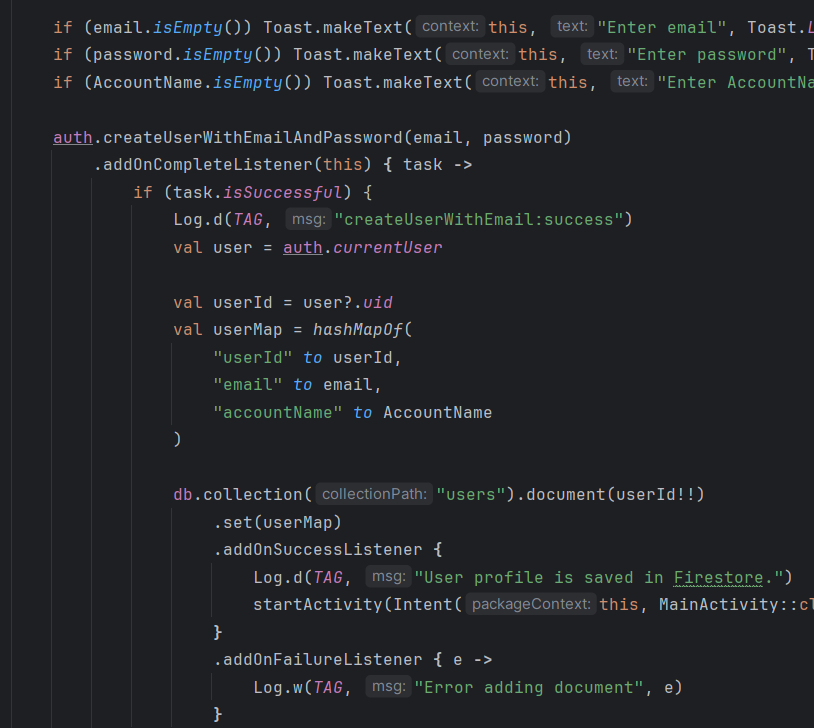 if (email.isEmpty()) Toast.makeText( context: this, text: "Enter email", Toast.
if (password.isEmpty()) Toast.makeText( context: this, text: "Enter password",
if (AccountName.isEmpty()) Toast.makeText( context: this, text: "Enter AccountNa
auth.createUserWithEmailAndPassword(email, password)
.addOnCompleteListener(this) { task ->
if (task.isSuccessful) {
Log.d(TAG, msg: "createUserWithEmail:success")
val user = auth.currentUser
val userId = user?.uid
val userMap = hashMapOf(
"userId" to userId,
"email" to email,
"accountName" to AccountName
)
db.collection( collectionPath: "users").document(userId!!)
.set(userMap)
.addOnSuccessListener {
Log.d(TAG, msg: "User profile is saved in Firestore.")
startActivity(Intent( packageContext: this, MainActivity::cl
}
.addOnFailureListener { e ->
Log.w(TAG, msg: "Error adding document", e)
}